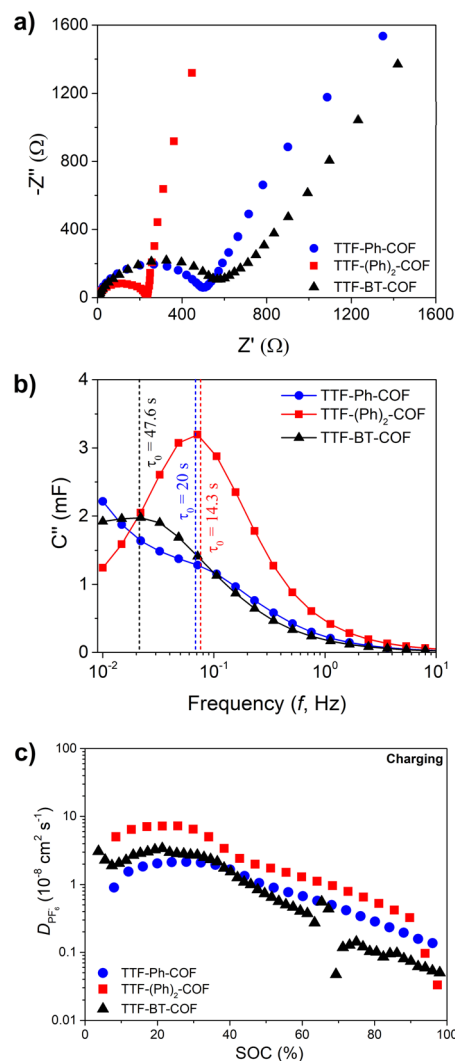 a)
1600
1200
800
400
0
-Z" (Ω)
TTF-Ph-COF
TTF-(Ph)₂-COF
TTF-BT-COF
0 400 800 1200 1600
Z' (Ω)
b)
4
3
2
1
0
C" (mF)
τ₀ = 47.6 s
τ₀ = 20 s
τ₀ = 14.3 s
TTF-Ph-COF
TTF-(Ph)₂-COF
TTF-BT-COF
10⁻² 10⁻¹ 10⁰ 10¹
Frequency (f, Hz)
c)
Charging
100
10
1
0.1
0.01
D_PF₆ (10⁻⁸ cm² s⁻¹)
TTF-Ph-COF
TTF-(Ph)₂-COF
TTF-BT-COF
0 20 40 60 80 100
SOC (%)